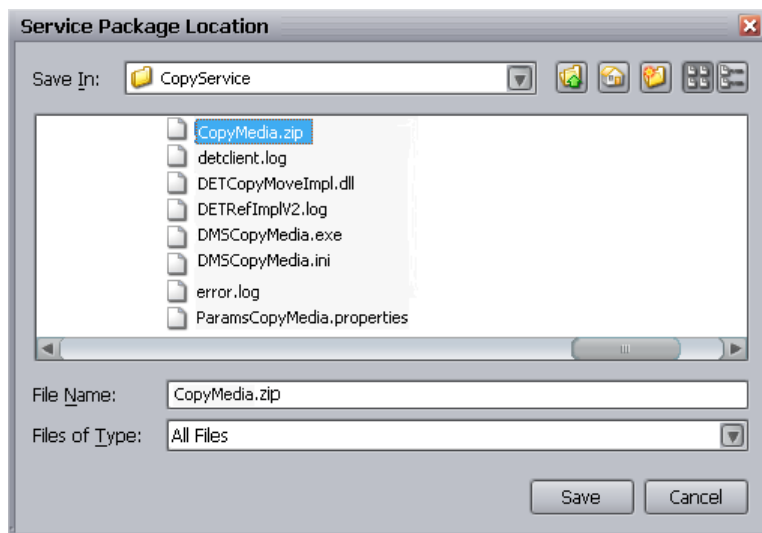 Service Package Location
Save In: CopyService
CopyMedia.zip
detclient.log
DETCopyMoveImpl.dll
DETRefImplV2.log
DMSCopyMedia.exe
DMSCopyMedia.ini
error.log
ParamsCopyMedia.properties
File Name: CopyMedia.zip
Files of Type: All Files
Save Cancel